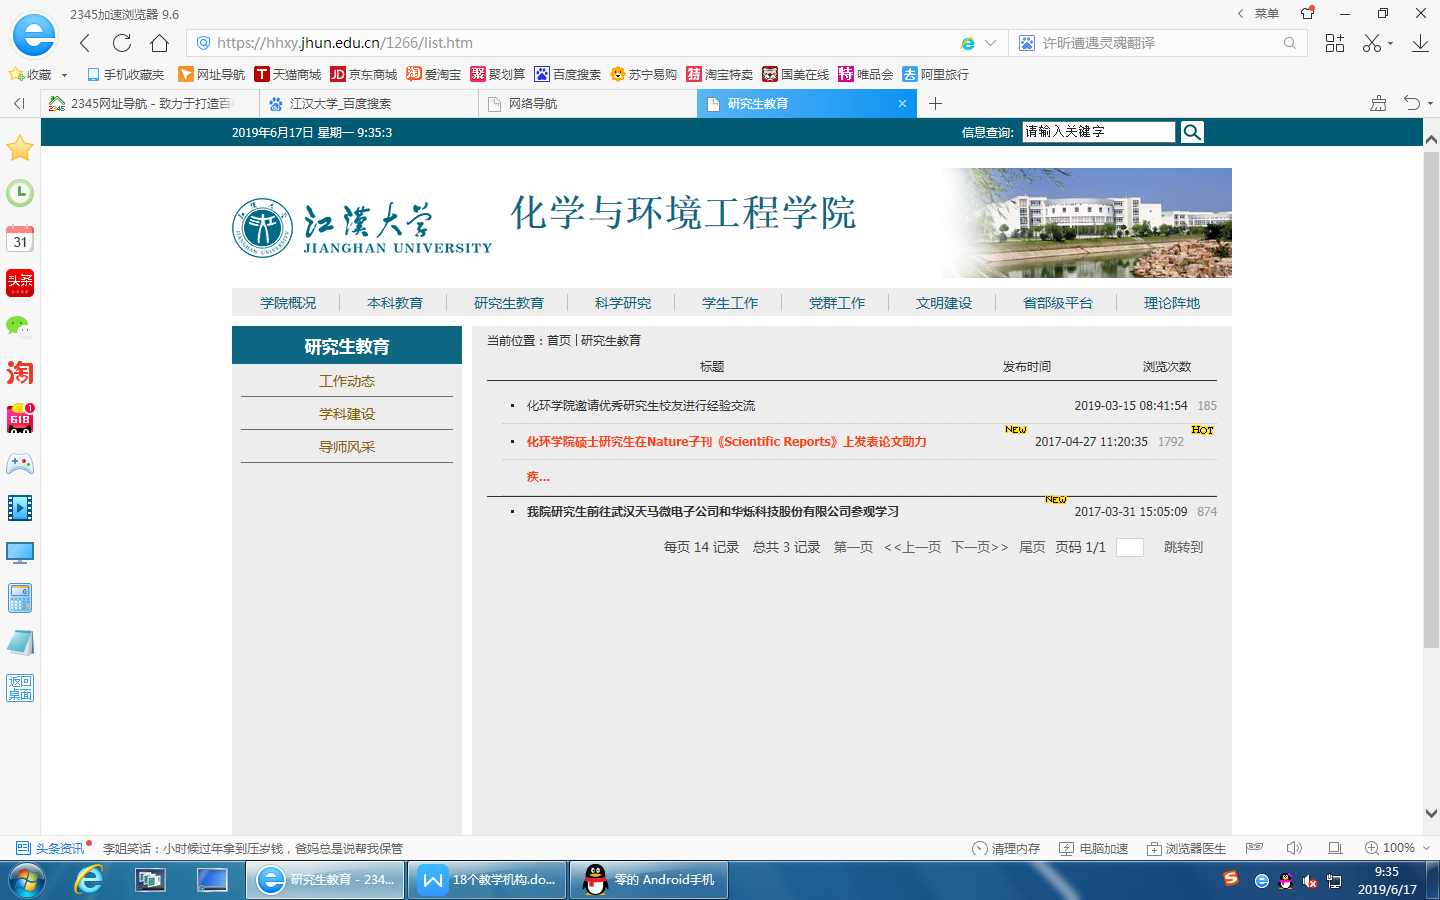 2345加速浏览器 9.6
菜单
https://hhxy.jhun.edu.cn/1266/list.htm
许昕遭遇灵魂翻译
收藏 手机收藏夹 网址导航 天猫商城 京东商城 爱淘宝 聚划算 百度搜索 苏宁易购 淘宝特卖 国美在线 唯品会 阿里旅行
2345网址导航 - 致力于打造百 江汉大学_百度搜索 网络导航 研究生教育
2019年6月17日 星期一 9:35:3
信息查询: 请输入关键字
江汉大学
JIANGHAN UNIVERSITY
化学与环境工程学院
学院概况 本科教育 研究生教育 科学研究 学生工作 党群工作 文明建设 省部级平台 理论阵地
研究生教育
工作动态
学科建设
导师风采
当前位置：首页 | 研究生教育
标题 发布时间 浏览次数
化环学院邀请优秀研究生校友进行经验交流 2019-03-15 08:41:54 185
化环学院硕士研究生在Nature子刊《Scientific Reports》上发表论文助力 NEW 2017-04-27 11:20:35 1792 HOT
疾...
我院研究生前往武汉天马微电子公司和华烁科技股份有限公司参观学习 NEW 2017-03-31 15:05:09 874
每页 14 记录 总共 3 记录 第一页 <<上一页 下一页>> 尾页 页码 1/1 跳转到
31
头条
淘
1
618
返回
桌面
头条资讯 李姐笑话：小时候过年拿到压岁钱，爸妈总是说帮我保管
清理内存 电脑加速 浏览器医生 100%
研究生教育 - 234... 18个教学机构.do... 零的 Android手机
9:35
2019/6/17